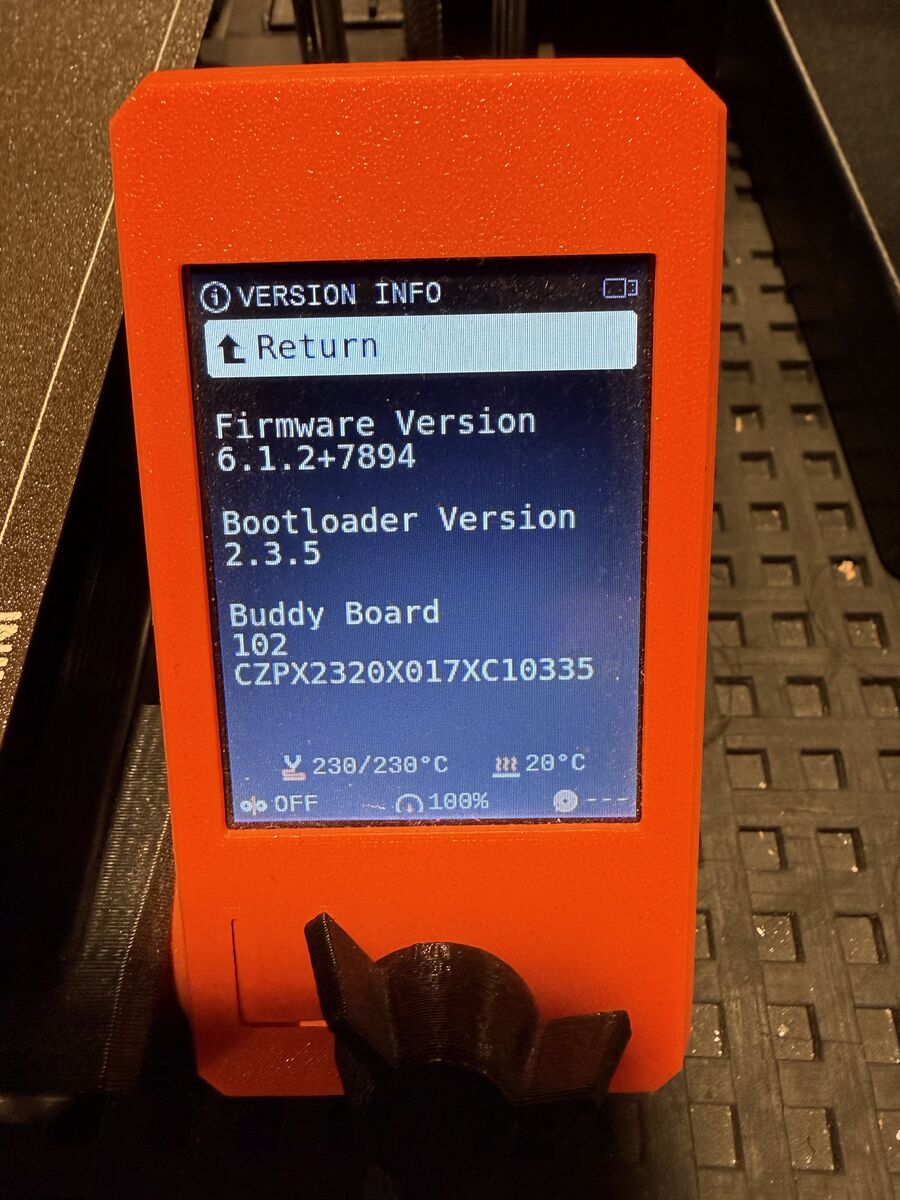 VERSION INFO
Return
Firmware Version
6.1.2+7894
Bootloader Version
2.3.5
Buddy Board
102
CZPX2320X017XC10335
230/230°C 20°C
OFF 100% ---